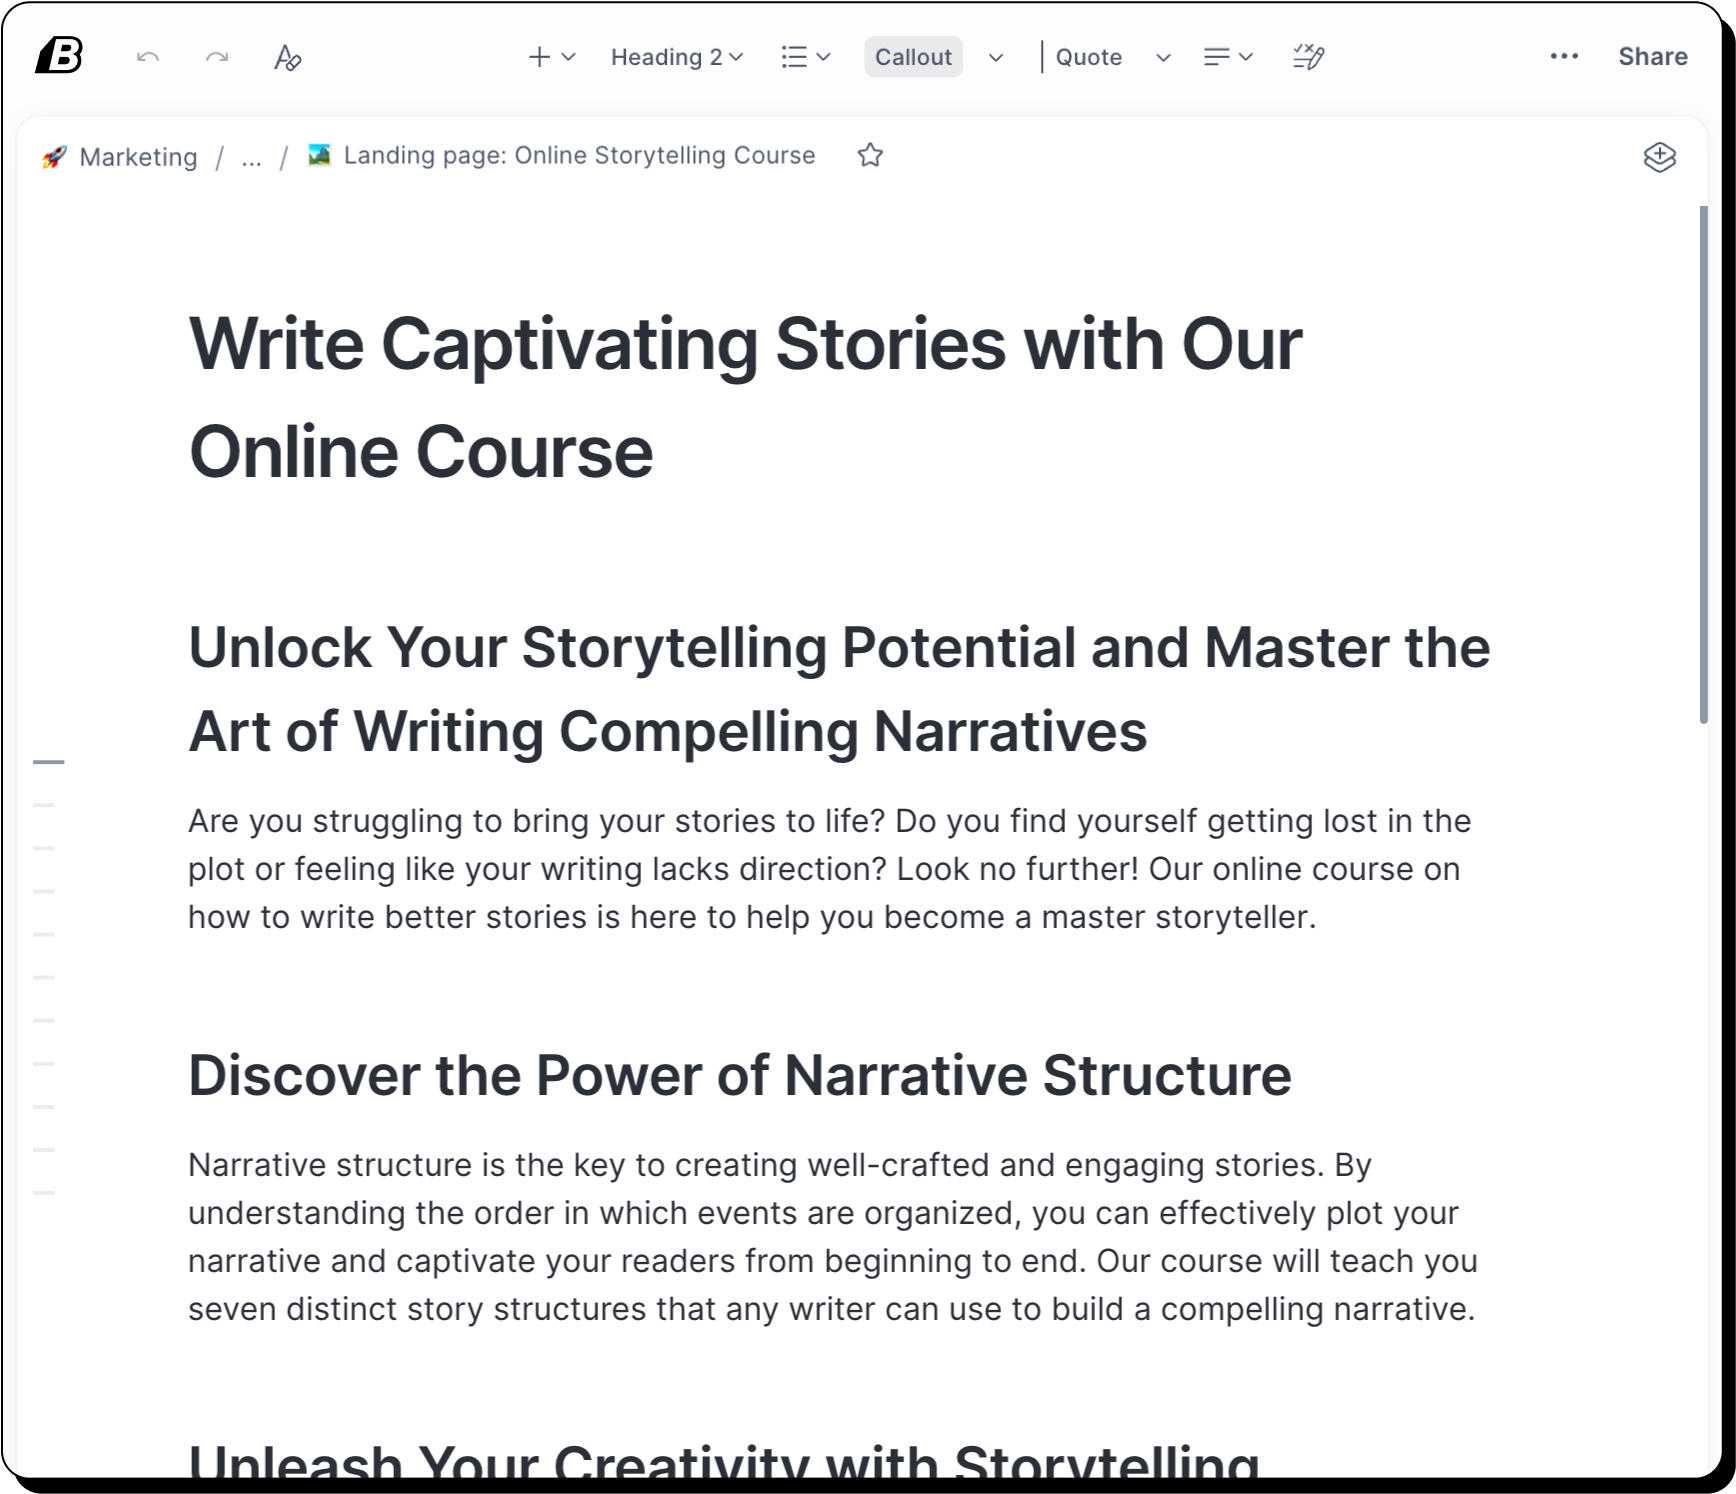 B
Heading 2
Callout
Quote
Share
Marketing / ... / Landing page: Online Storytelling Course
Write Captivating Stories with Our
Online Course
Unlock Your Storytelling Potential and Master the
Art of Writing Compelling Narratives
Are you struggling to bring your stories to life? Do you find yourself getting lost in the
plot or feeling like your writing lacks direction? Look no further! Our online course on
how to write better stories is here to help you become a master storyteller.
Discover the Power of Narrative Structure
Narrative structure is the key to creating well-crafted and engaging stories. By
understanding the order in which events are organized, you can effectively plot your
narrative and captivate your readers from beginning to end. Our course will teach you
seven distinct story structures that any writer can use to build a compelling narrative.
Unleash Your Creativity with Storytelling